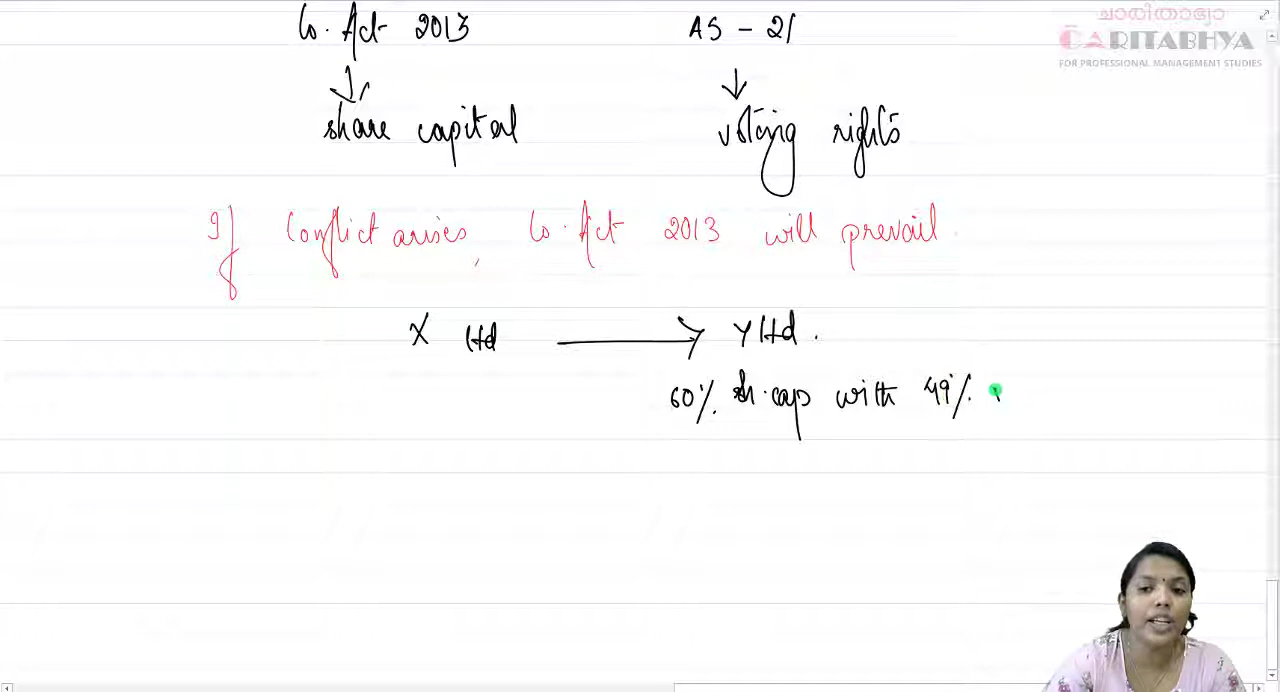 Co. Act 2013 AS - 21
ചാരിതാഭ്യാ
CARITABHYA
FOR PROFESSIONAL MANAGEMENT STUDIES
share capital voting rights
If Conflict arises, Co. Act 2013 will prevail
X ltd Y ltd.
60% sh. cap with 49%